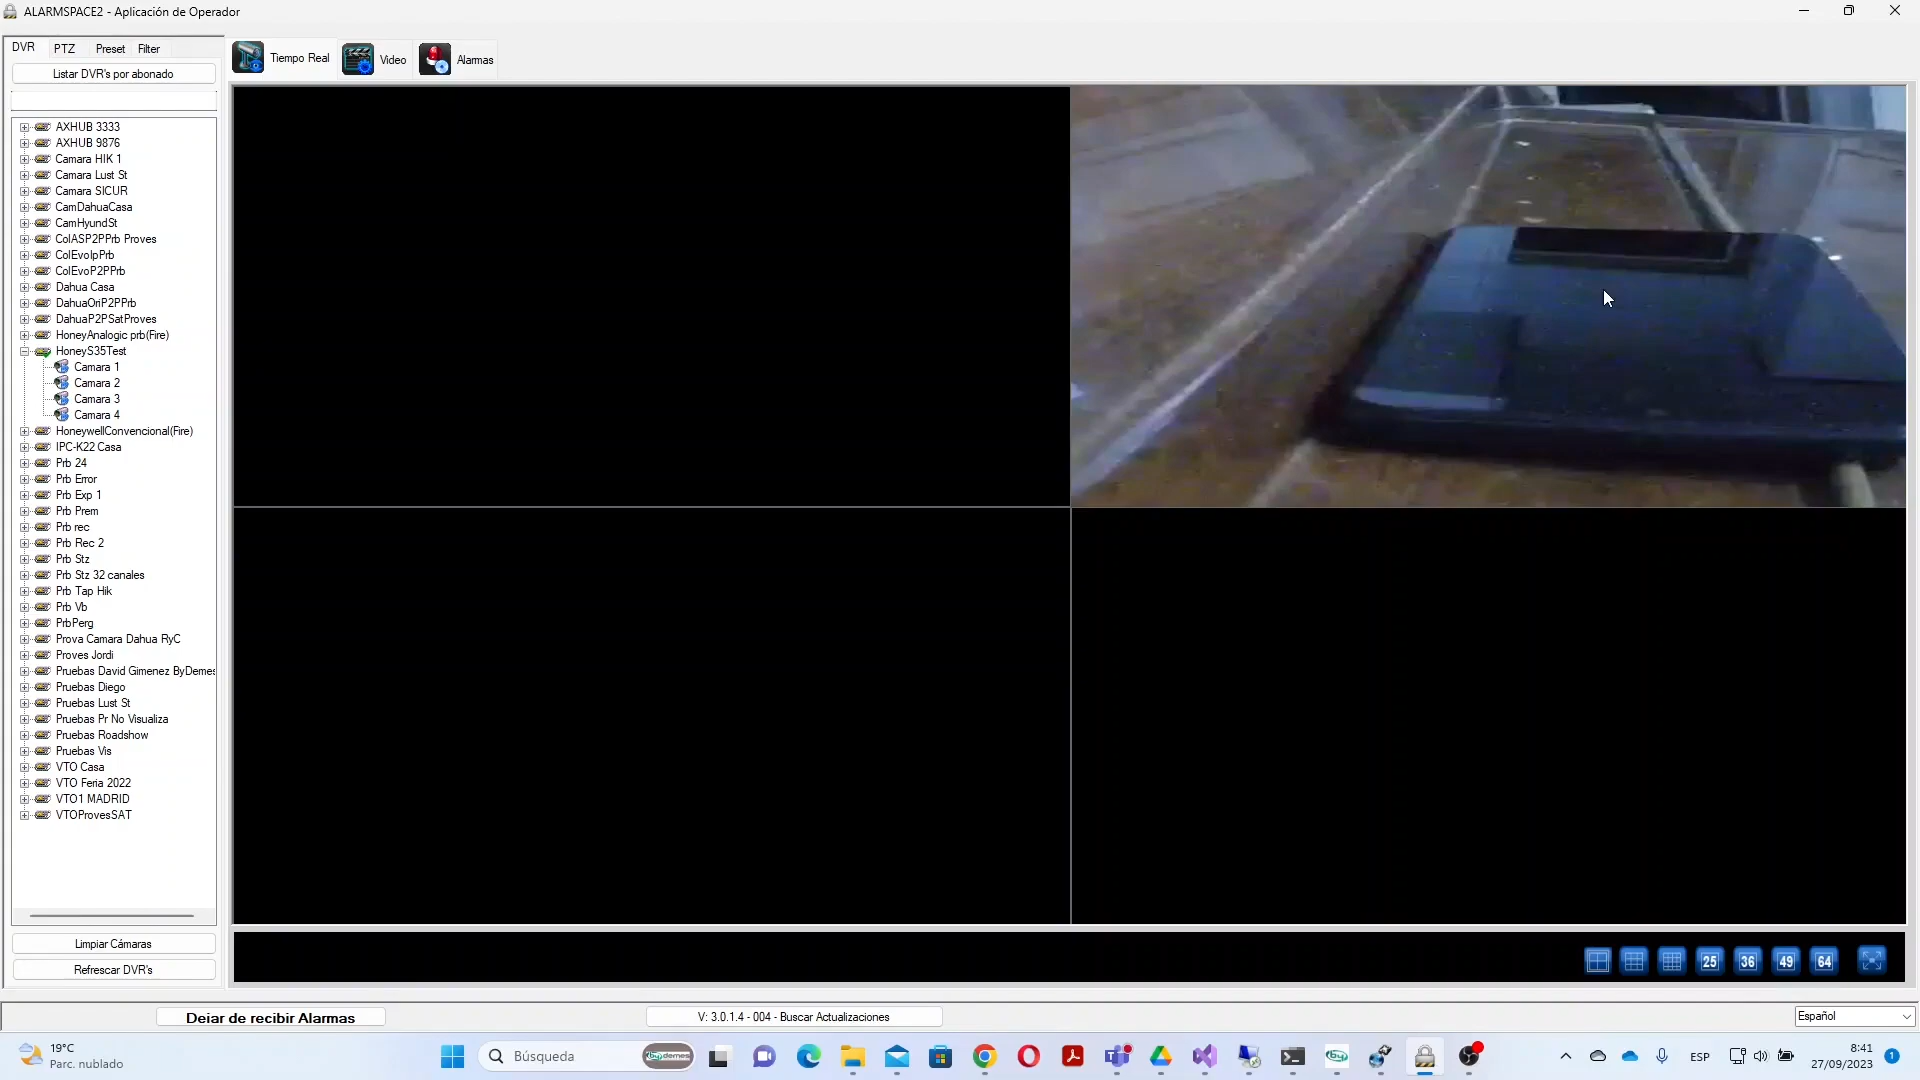 ALARMSPACE2 - Aplicación de Operador
DVR PTZ Preset Filter
Tiempo Real Video Alarmas
Listar DVR's por abonado
AXHUB 3333
AXHUB 9876
Camara HIK 1
Camara Lust St
Camara SICUR
CamDahuaCasa
CamHyundSt
ColASP2PPrb Proves
ColEvoIpPrb
ColEvoP2PPrb
Dahua Casa
DahuaOriP2PPrb
DahuaP2PSatProves
HoneyAnalogic prb(Fire)
HoneyS35Test
Camara 1
Camara 2
Camara 3
Camara 4
HoneywellConvencional(Fire)
IPC-K22 Casa
Prb 24
Prb Error
Prb Exp 1
Prb Prem
Prb rec
Prb Rec 2
Prb Stz
Prb Stz 32 canales
Prb Tap Hik
Prb Vb
PrbPerg
Prova Camara Dahua RyC
Proves Jordi
Pruebas David Gimenez ByDemes
Pruebas Diego
Pruebas Lust St
Pruebas Pr No Visualiza
Pruebas Roadshow
Pruebas Vis
VTO Casa
VTO Feria 2022
VTO1 MADRID
VTOProvesSAT
Limpiar Cámaras
Refrescar DVR's
25 36 49 64
Dejar de recibir Alarmas
V: 3.0.1.4 - 004 - Buscar Actualizaciones
Español
19°C
Parc. nublado
Búsqueda
by demes
by
ESP
8:41
27/09/2023
1